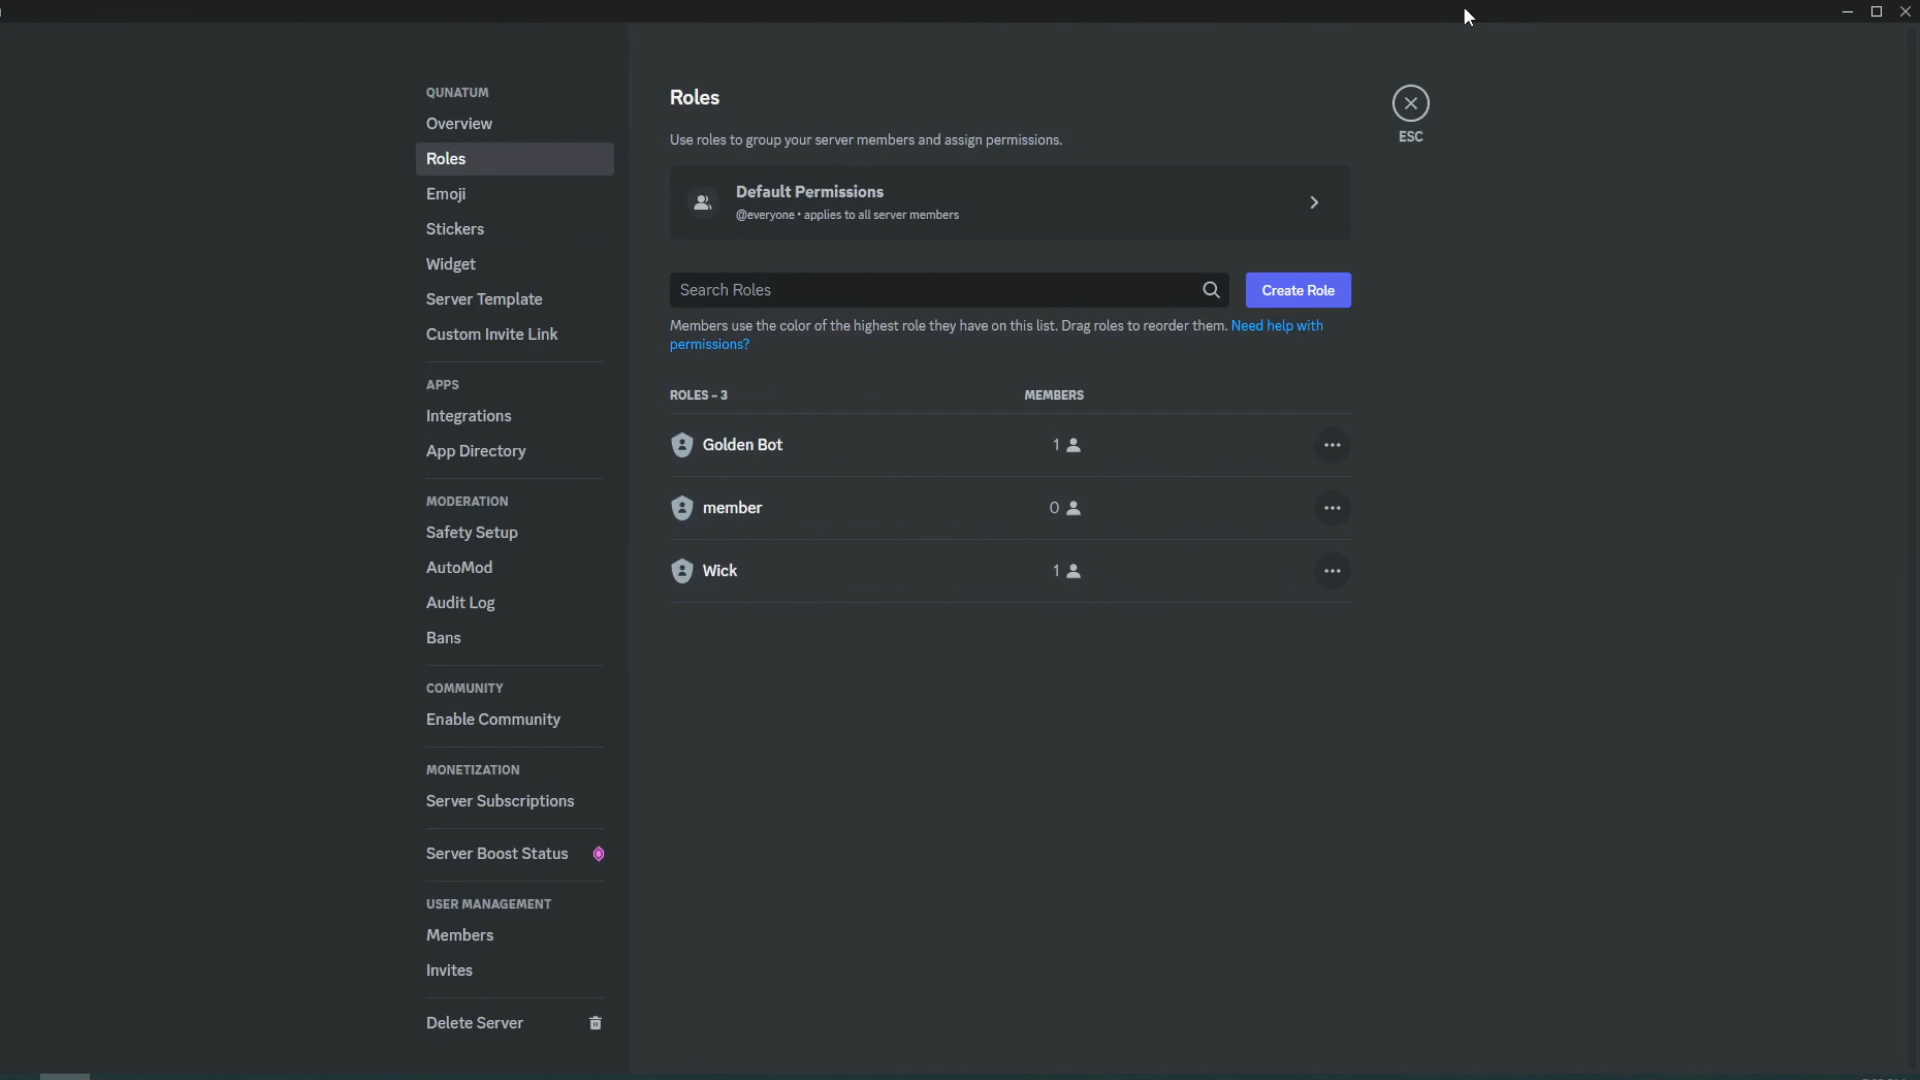 QUNATUM
Overview
Roles
Emoji
Stickers
Widget
Server Template
Custom Invite Link
APPS
Integrations
App Directory
MODERATION
Safety Setup
AutoMod
Audit Log
Bans
COMMUNITY
Enable Community
MONETIZATION
Server Subscriptions
Server Boost Status
USER MANAGEMENT
Members
Invites
Delete Server
Roles
Use roles to group your server members and assign permissions.
Default Permissions
@everyone • applies to all server members
Search Roles
Create Role
Members use the color of the highest role they have on this list. Drag roles to reorder them. Need help with
permissions?
ROLES – 3 MEMBERS
Golden Bot 1
member 0
Wick 1
ESC